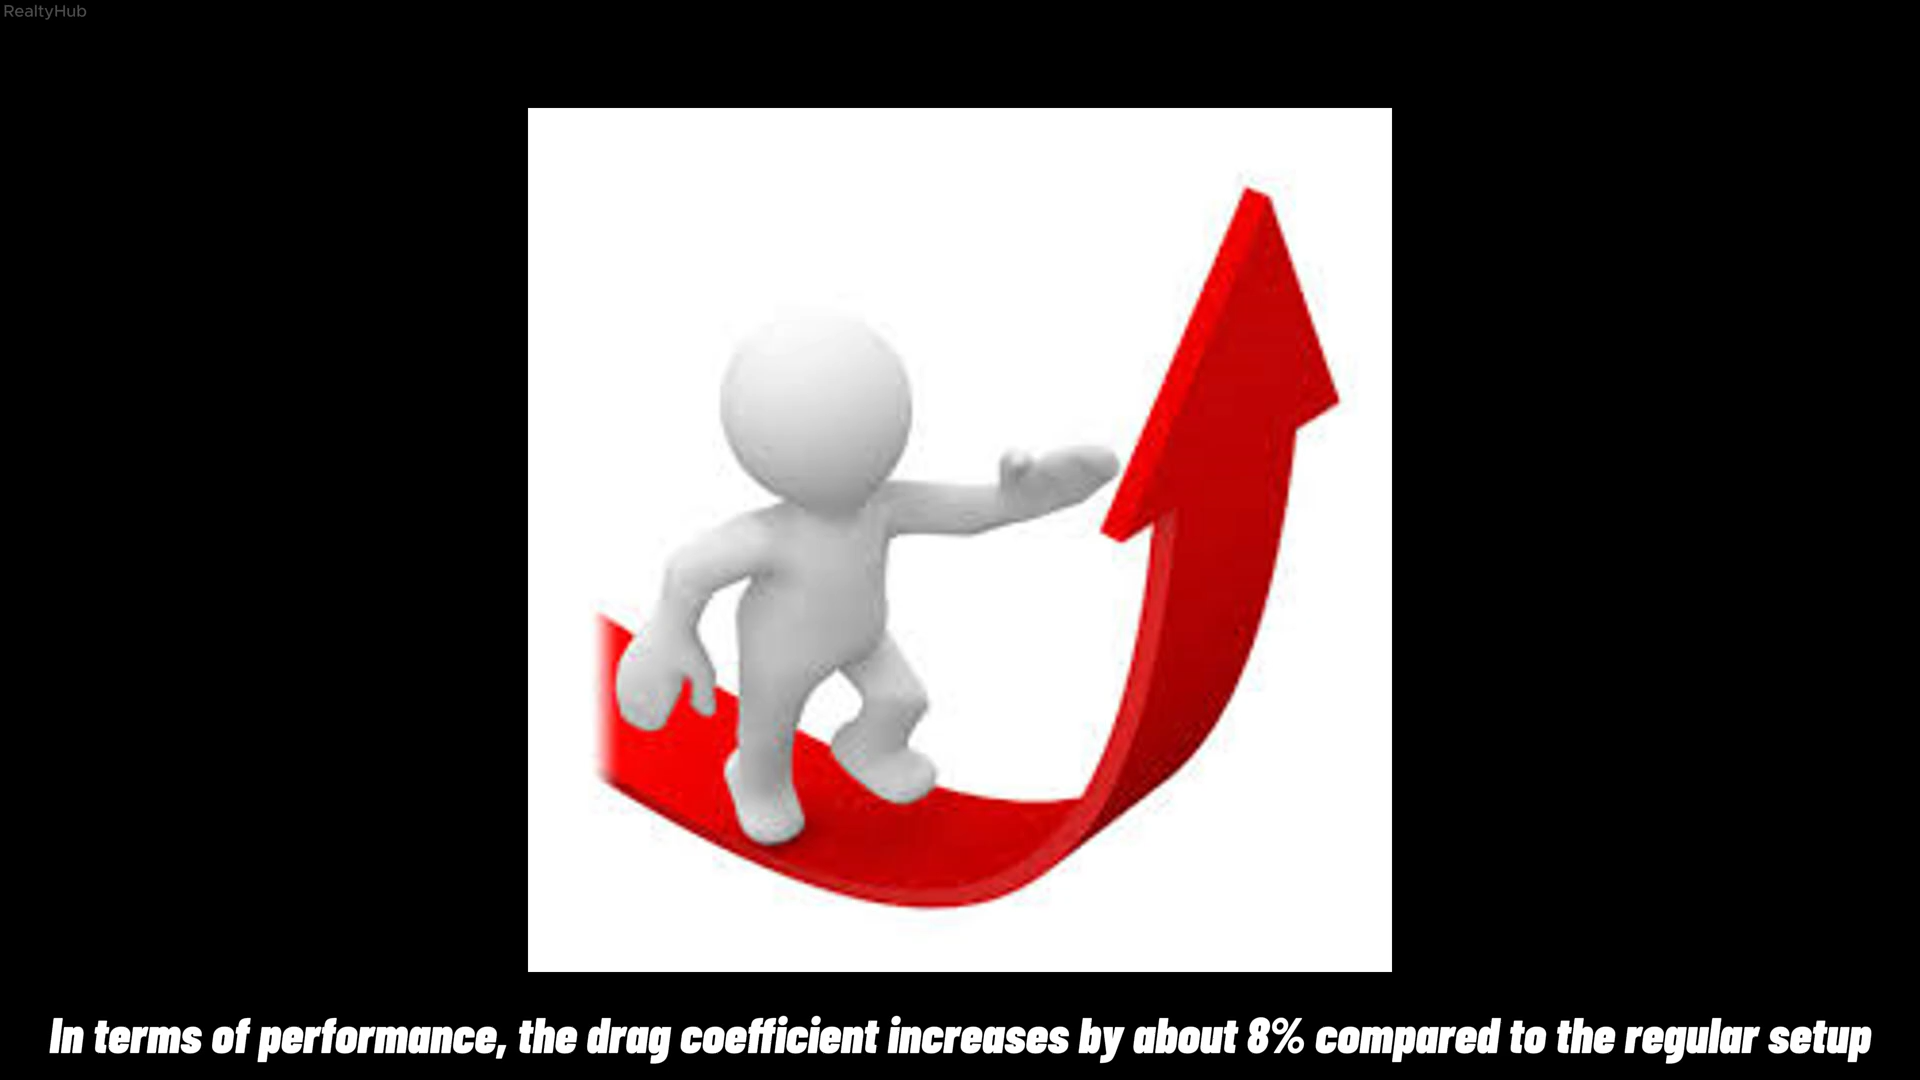 RealtyHub
In terms of performance, the drag coefficient increases by about 8% compared to the regular setup